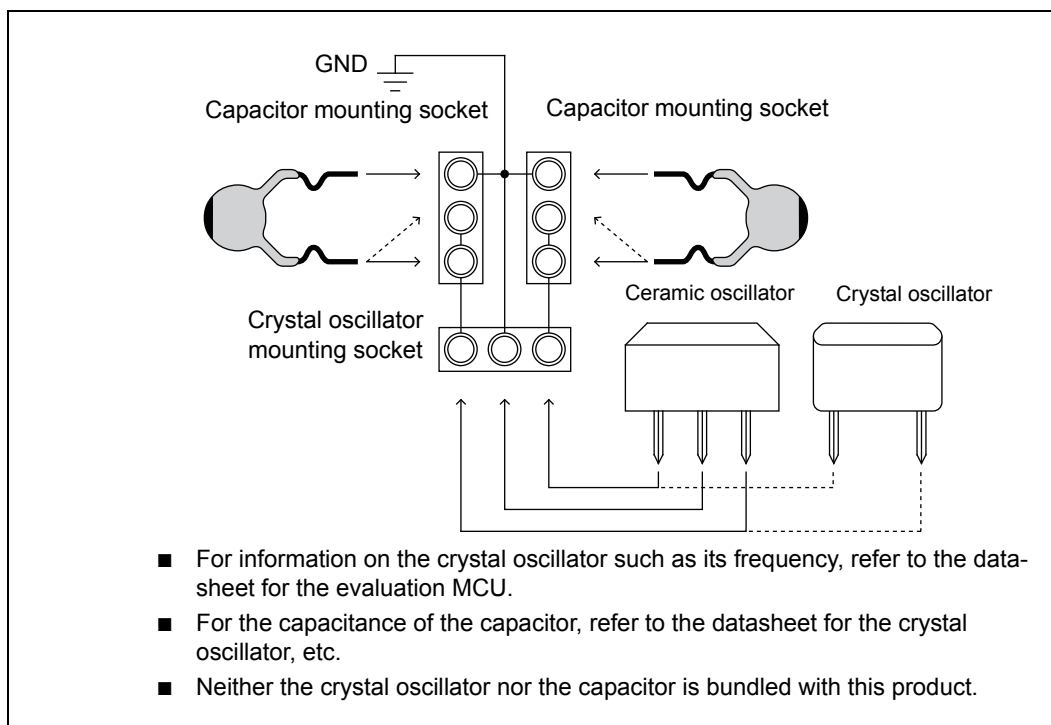 GND
Capacitor mounting socket
Capacitor mounting socket
Ceramic oscillator
Crystal oscillator
Crystal oscillator
mounting socket
■ For information on the crystal oscillator such as its frequency, refer to the data-
sheet for the evaluation MCU.
■ For the capacitance of the capacitor, refer to the datasheet for the crystal
oscillator, etc.
■ Neither the crystal oscillator nor the capacitor is bundled with this product.